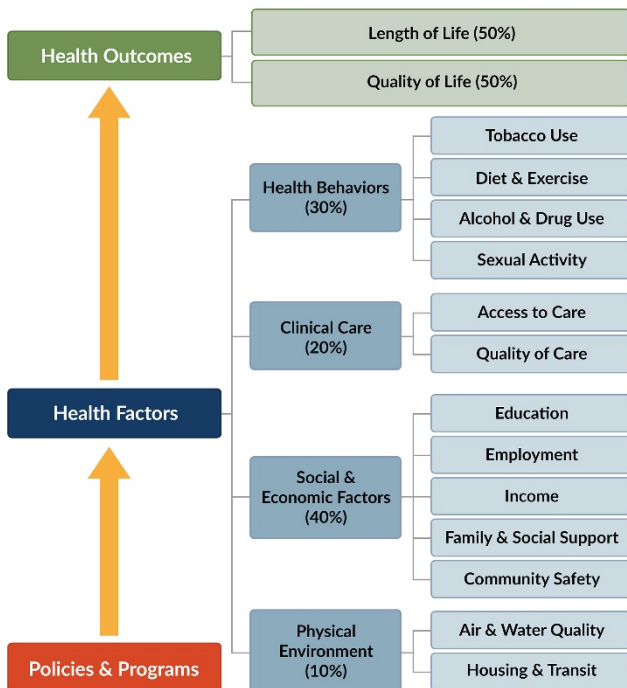 Health Outcomes
Length of Life (50%)
Quality of Life (50%)
Health Factors
Health Behaviors
(30%)
Tobacco Use
Diet & Exercise
Alcohol & Drug Use
Sexual Activity
Clinical Care
(20%)
Access to Care
Quality of Care
Social &
Economic Factors
(40%)
Education
Employment
Income
Family & Social Support
Community Safety
Physical
Environment
(10%)
Air & Water Quality
Housing & Transit
Policies & Programs